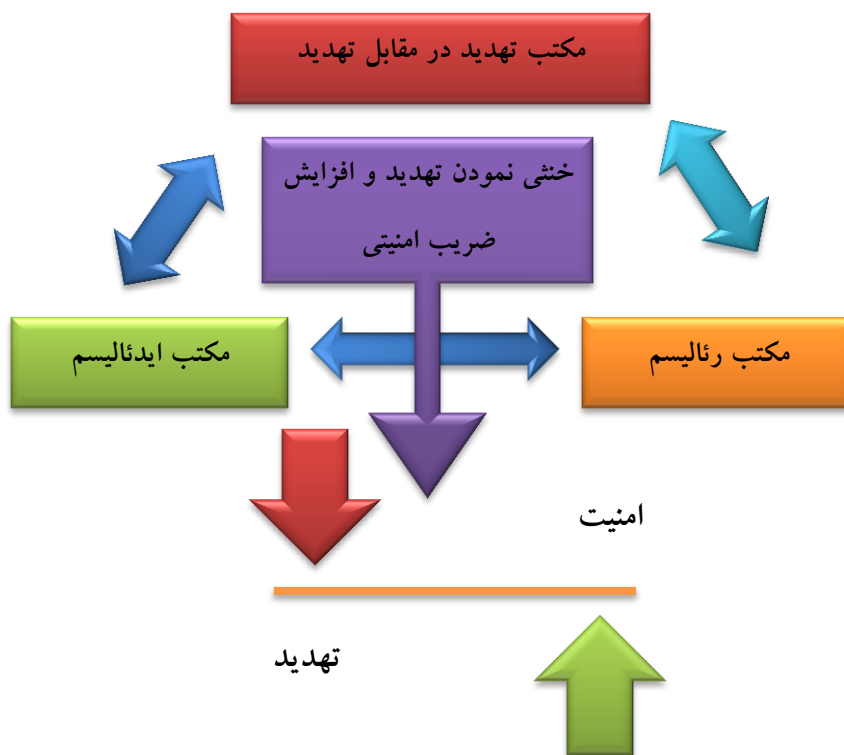 مکتب تهدید در مقابل تهدید
خنثی نمودن تهدید و افزایش
ضریب امنیتی
مکتب رئالیسم
مکتب ایدئالیسم
امنیت
تهدید